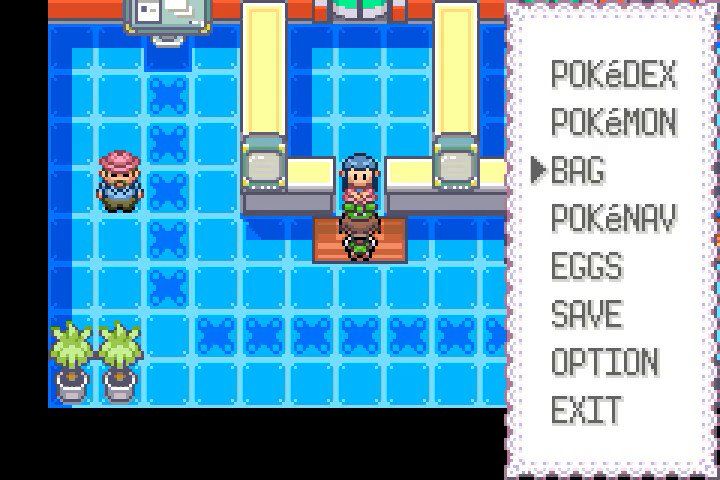 POKéDEX
POKéMON
BAG
POKéNAV
EGGS
SAVE
OPTION
EXIT